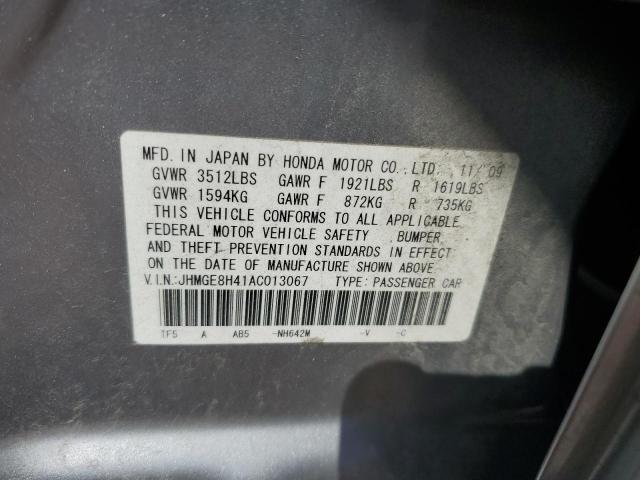 MFD. IN JAPAN BY HONDA MOTOR CO., LTD. 11/09
GVWR 3512LBS GAWR F 1921LBS R 1619LBS
GVWR 1594KG GAWR F 872KG R 735KG
THIS VEHICLE CONFORMS TO ALL APPLICABLE
FEDERAL MOTOR VEHICLE SAFETY , BUMPER
AND THEFT PREVENTION STANDARDS IN EFFECT
ON THE DATE OF MANUFACTURE SHOWN ABOVE.
V.I.N.:JHMGE8H41AC013067 TYPE: PASSENGER CAR
TF5 A AB5 -NH642M -V -C